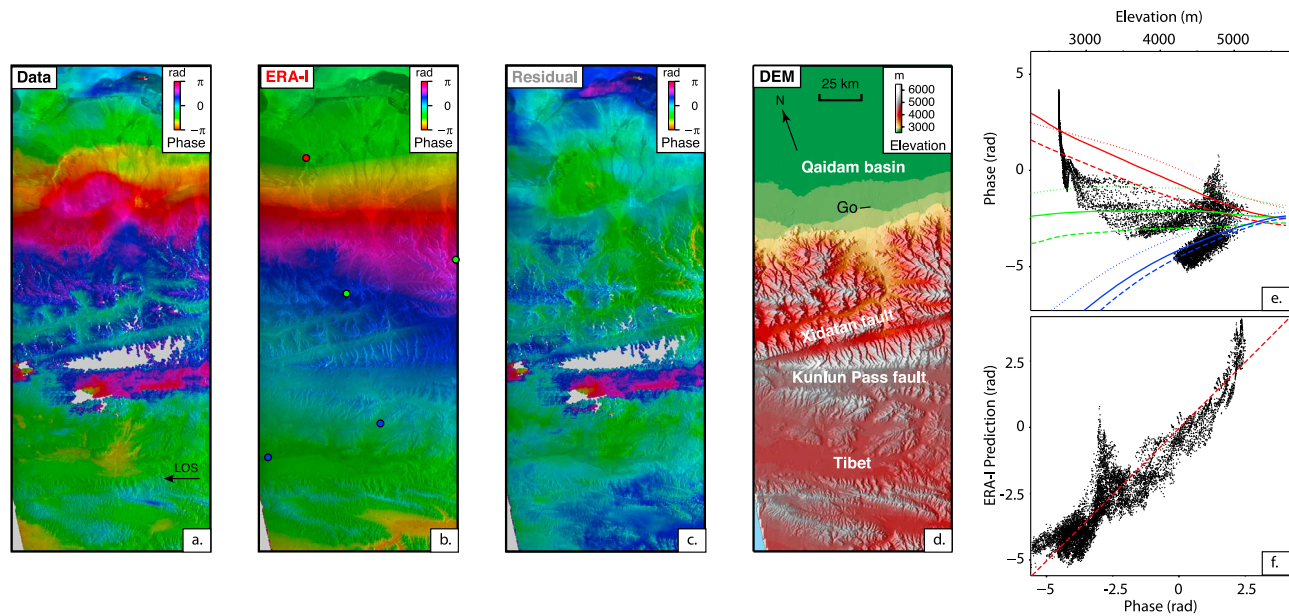 Data
rad
π
0
−π
Phase
a.
LOS
ERA-I
rad
π
0
−π
Phase
b.
Residual
rad
π
0
−π
Phase
c.
DEM
25 km
N
m
6000
5000
4000
3000
Elevation
Qaidam basin
Go
Xidatan fault
Kunlun Pass fault
Tibet
d.
Elevation (m)
3000 4000 5000
5
0
−5
Phase (rad)
e.
2.5
0
-2.5
-5
ERA-I Prediction (rad)
−5 -2.5 0 2.5
Phase (rad)
f.